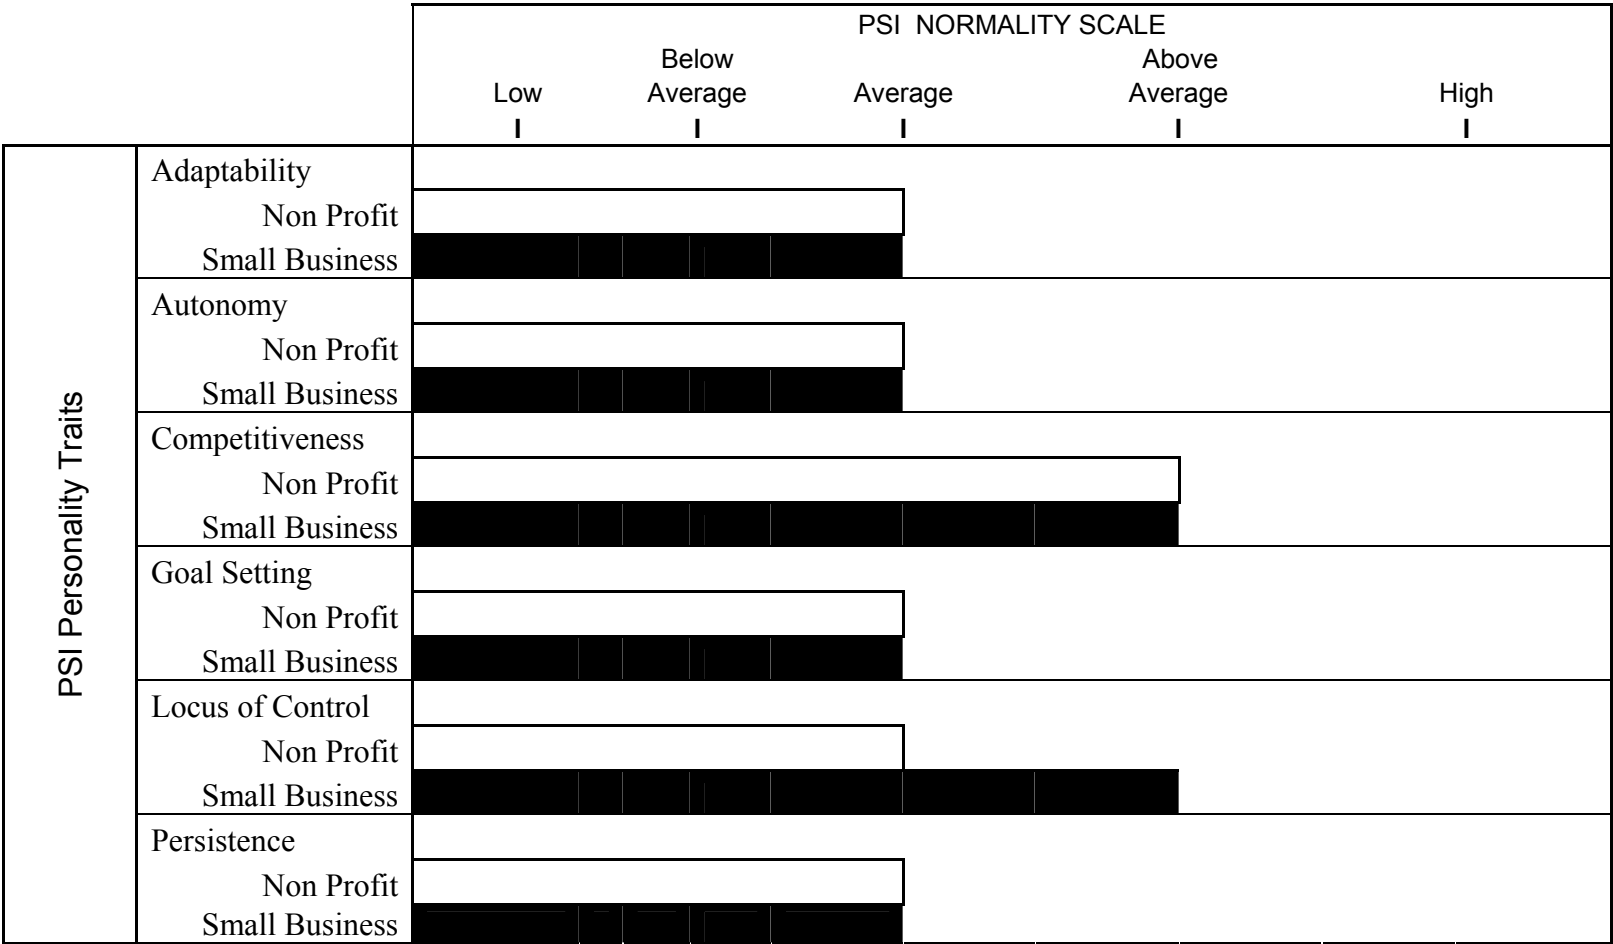 PSI NORMALITY SCALE
Below Above
Low Average Average Average High
PSI Personality Traits
Adaptability
Non Profit
Small Business
Autonomy
Non Profit
Small Business
Competitiveness
Non Profit
Small Business
Goal Setting
Non Profit
Small Business
Locus of Control
Non Profit
Small Business
Persistence
Non Profit
Small Business